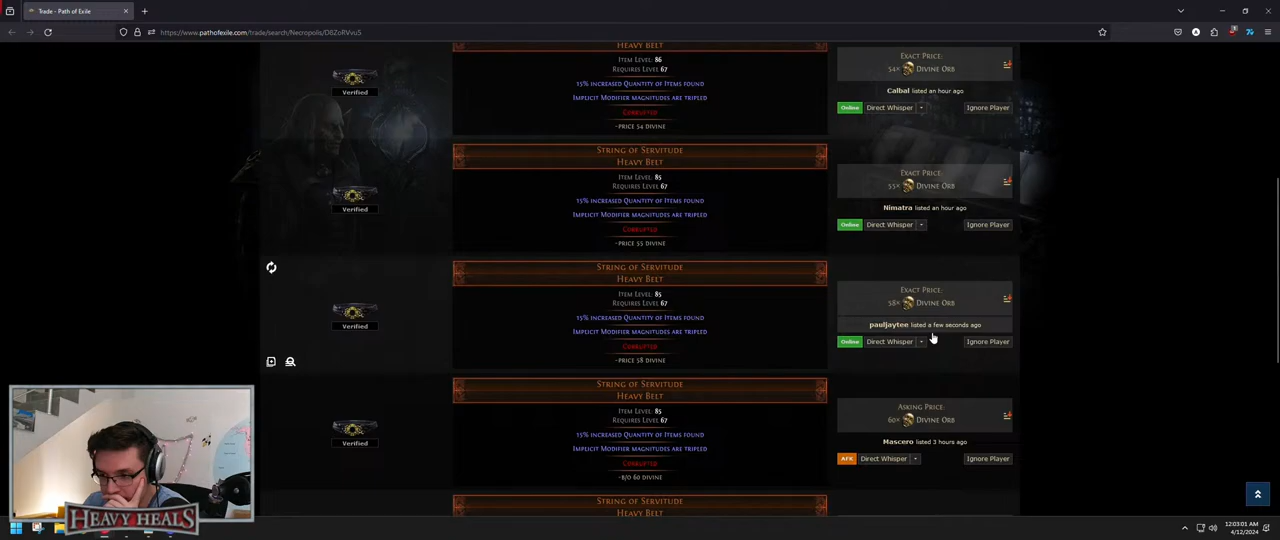 Trade - Path of Exile
https://www.pathofexile.com/trade/search/Necropolis/D8ZoRVvu5
Heavy Belt
Item Level: 86
Requires Level 67
15% increased Quantity of Items found
Implicit Modifier magnitudes are tripled
Corrupted
~price 54 divine
Verified
Exact Price:
54× Divine Orb
Calbal listed an hour ago
Online Direct Whisper Ignore Player
String of Servitude
Heavy Belt
Item Level: 85
Requires Level 67
15% increased Quantity of Items found
Implicit Modifier magnitudes are tripled
Corrupted
~price 55 divine
Verified
Exact Price:
55× Divine Orb
Nimatra listed an hour ago
Online Direct Whisper Ignore Player
String of Servitude
Heavy Belt
Item Level: 85
Requires Level 67
15% increased Quantity of Items found
Implicit Modifier magnitudes are tripled
Corrupted
~price 58 divine
Verified
Exact Price:
58× Divine Orb
pauljaytee listed a few seconds ago
Online Direct Whisper Ignore Player
String of Servitude
Heavy Belt
Item Level: 85
Requires Level 67
15% increased Quantity of Items found
Implicit Modifier magnitudes are tripled
Corrupted
~b/o 60 divine
Verified
Asking Price:
60× Divine Orb
Mascero listed 3 hours ago
AFK Direct Whisper Ignore Player
String of Servitude
Heavy Belt
HEAVY HEALS
12:03:01 AM
4/12/2024